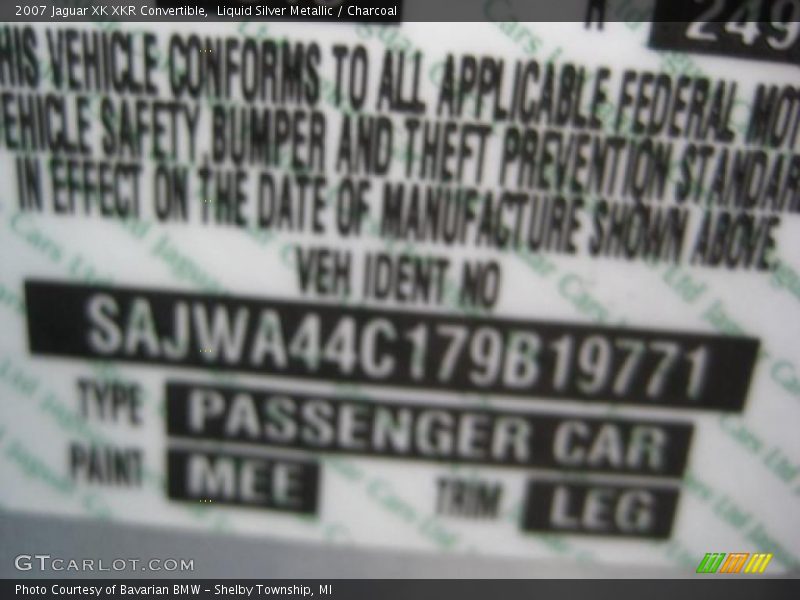 2007 Jaguar XK XKR Convertible, Liquid Silver Metallic / Charcoal
249
THIS VEHICLE CONFORMS TO ALL APPLICABLE FEDERAL MOT
VEHICLE SAFETY, BUMPER AND THEFT PREVENTION STANDAR
IN EFFECT ON THE DATE OF MANUFACTURE SHOWN ABOVE
VEH IDENT NO
SAJWA44C179B19771
TYPE PASSENGER CAR
PAINT MEE TRIM LEG
GTCARLOT.COM
Photo Courtesy of Bavarian BMW - Shelby Township, MI